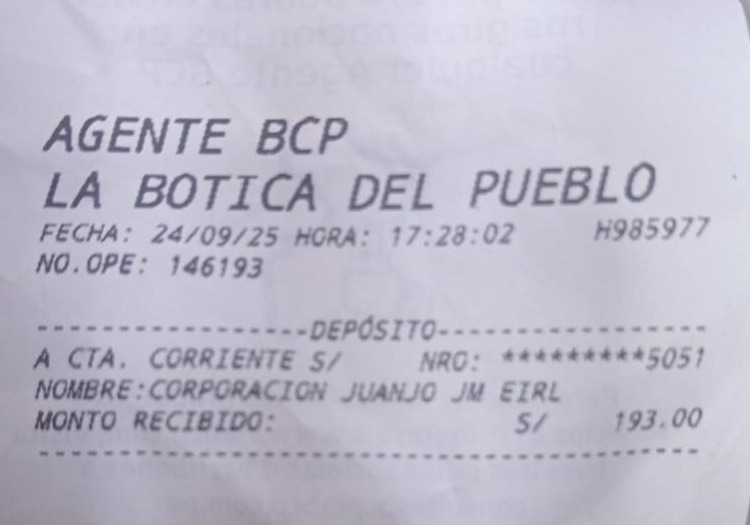 AGENTE BCP
LA BOTICA DEL PUEBLO
FECHA: 24/09/25 HORA: 17:28:02 H985977
NO.OPE: 146193
-----------------DEPÓSITO-----------------
A CTA. CORRIENTE S/ NRO: *********5051
NOMBRE:CORPORACION JUANJO JM EIRL
MONTO RECIBIDO: S/ 193.00
------------------------------------------